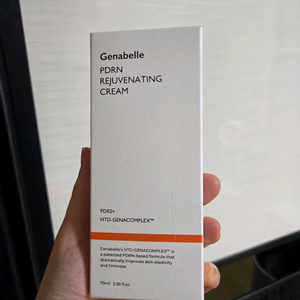 Genabelle
PDRN
REJUVENATING
CREAM
PDRS+
HTD-GENACOMPLEX™
Genabelle's HTD-GENACOMPLEX™ is
a patented PDRN-based formula that
dramatically improves skin elasticity
and firmness.
70ml 2.36 fl.oz.